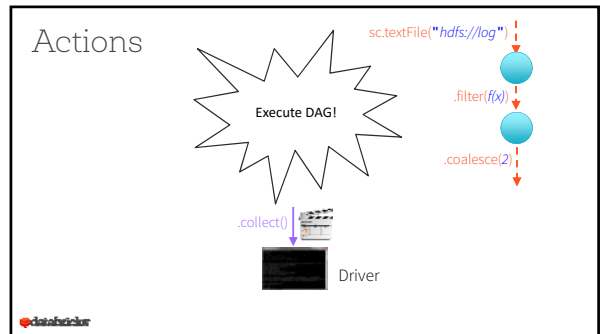 Actions
sc.textFile("hdfs://log")
Execute DAG!
.filter(f(x))
.coalesce(2)
.collect()
Driver
databricks